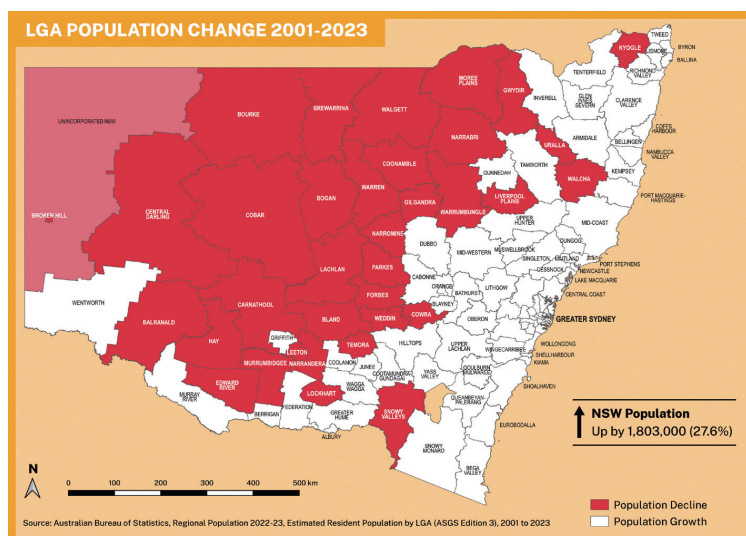 LGA POPULATION CHANGE 2001-2023
TWEED
KYOGLE
LISMORE
BYRON
BALLINA
RICHMOND
VALLEY
TENTERFIELD
MOREE
PLAINS
GWYDIR
INVERELL
GLEN
INNES
SEVERN
CLARENCE
VALLEY
BOURKE
BREWARRINA
WALGETT
UNINCORPORATED NSW
NARRABRI
URALLA
ARMIDALE
COFFS
HARBOUR
BELLINGEN
NAMBUCCA
VALLEY
COONAMBLE
GUNNEDAH
TAMWORTH
WALCHA
KEMPSEY
BROKEN HILL
CENTRAL
DARLING
COBAR
BOGAN
WARREN
GILGANDRA
WARRUMBUNGLE
LIVERPOOL
PLAINS
PORT MACQUARIE-
HASTINGS
UPPER
HUNTER
MID-COAST
NARROMINE
DUBBO
MID-WESTERN
MUSWELLBROOK
DUNGOG
SINGLETON
MAITLAND
PORT STEPHENS
CESSNOCK
NEWCASTLE
LAKE MACQUARIE
LACHLAN
PARKES
CABONNE
ORANGE
BATHURST
LITHGOW
CENTRAL COAST
WENTWORTH
FORBES
BLAYNEY
OBERON
GREATER SYDNEY
BALRANALD
CARRATHOOL
BLAND
WEDDIN
COWRA
HAY
GRIFFITH
LEETON
TEMORA
HILLTOPS
UPPER
LACHLAN
WINGECARRIBEE
WOLLONGONG
SHELLHARBOUR
KIAMA
MURRUMBIDGEE
NARRANDERA
COOLAMON
JUNEE
COOTAMUNDRA
GUNDAGAI
YASS
VALLEY
GOULBURN
MULWAREE
SHOALHAVEN
MURRAY
RIVER
EDWARD
RIVER
LOCKHART
WAGGA
WAGGA
SNOWY
VALLEYS
QUEANBEYAN-
PALERANG
BERRIGAN
FEDERATION
GREATER
HUME
ALBURY
EUROBODALLA
SNOWY
MONARO
BEGA
VALLEY
NSW Population
Up by 1,803,000 (27.6%)
N
0 100 200 300 400 500 km
Population Decline
Population Growth
Source: Australian Bureau of Statistics, Regional Population 2022-23, Estimated Resident Population by LGA (ASGS Edition 3), 2001 to 2023